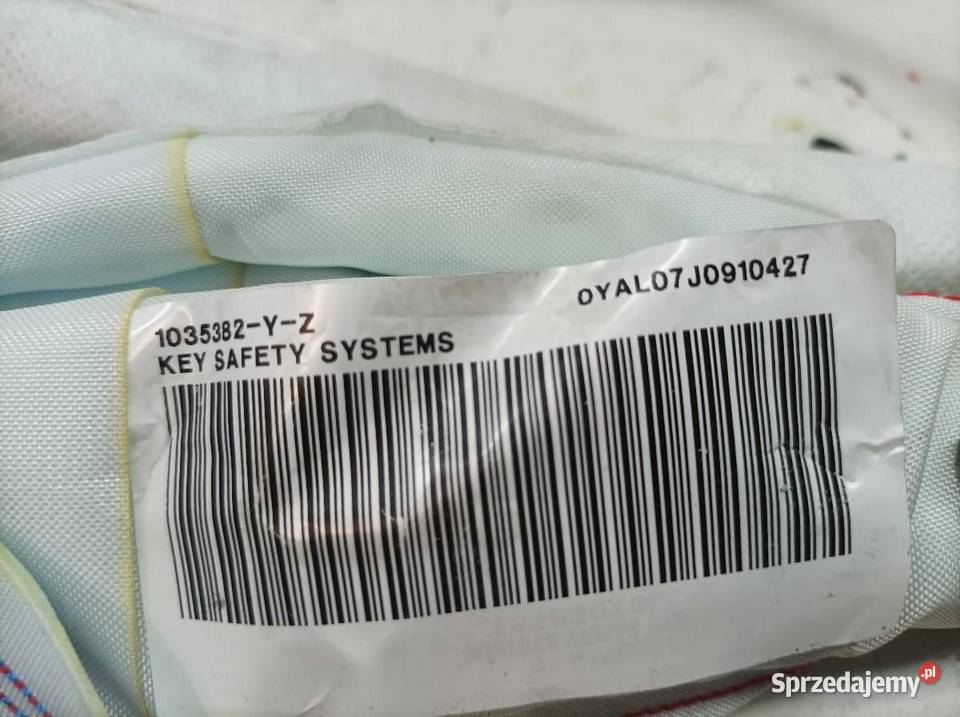 0YAL07J0910427
1035382-Y-Z
KEY SAFETY SYSTEMS
Sprzedajemy.pl